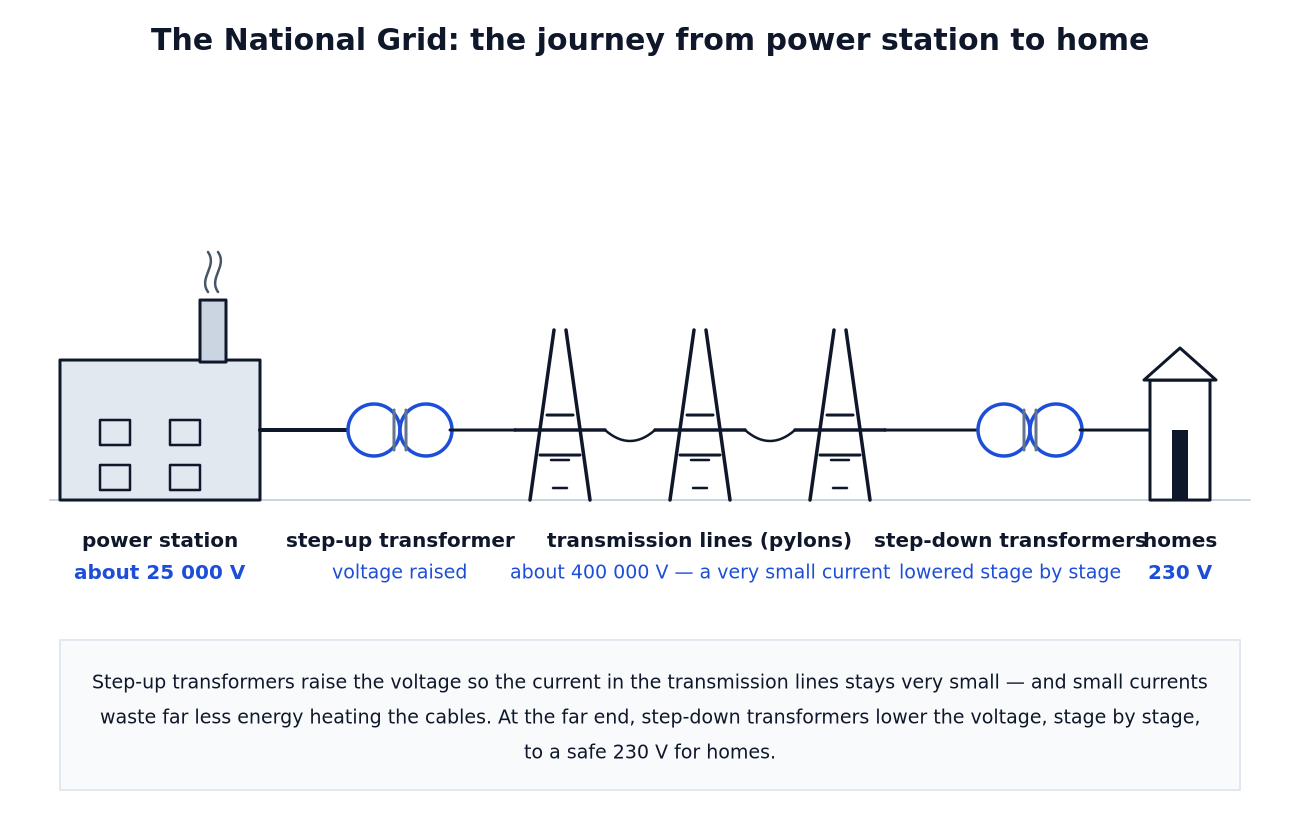 The National Grid: the journey from power station to home
power station
step-up transformer
transmission lines (pylons)
step-down transformers
homes
about 25 000 V
voltage raised
about 400 000 V — a very small current
lowered stage by stage
230 V
Step-up transformers raise the voltage so the current in the transmission lines stays very small — and small currents
waste far less energy heating the cables. At the far end, step-down transformers lower the voltage, stage by stage,
to a safe 230 V for homes.